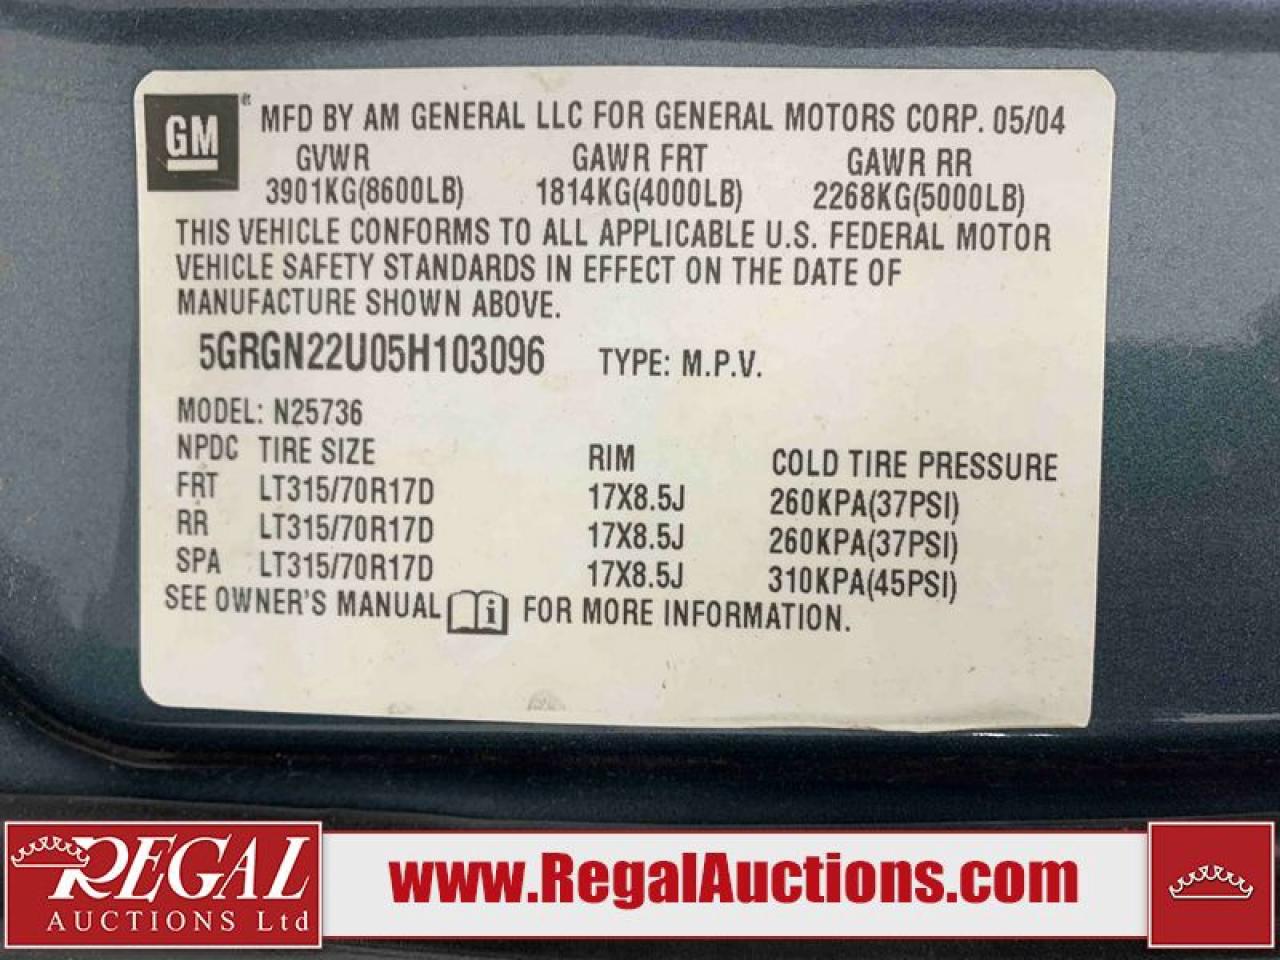 GM
MFD BY AM GENERAL LLC FOR GENERAL MOTORS CORP. 05/04
GVWR GAWR FRT GAWR RR
3901KG(8600LB) 1814KG(4000LB) 2268KG(5000LB)
THIS VEHICLE CONFORMS TO ALL APPLICABLE U.S. FEDERAL MOTOR
VEHICLE SAFETY STANDARDS IN EFFECT ON THE DATE OF
MANUFACTURE SHOWN ABOVE.
5GRGN22U05H103096 TYPE: M.P.V.
MODEL: N25736
NPDC TIRE SIZE RIM COLD TIRE PRESSURE
FRT LT315/70R17D 17X8.5J 260KPA(37PSI)
RR LT315/70R17D 17X8.5J 260KPA(37PSI)
SPA LT315/70R17D 17X8.5J 310KPA(45PSI)
SEE OWNER'S MANUAL i FOR MORE INFORMATION.
REGAL
AUCTIONS Ltd
www.RegalAuctions.com